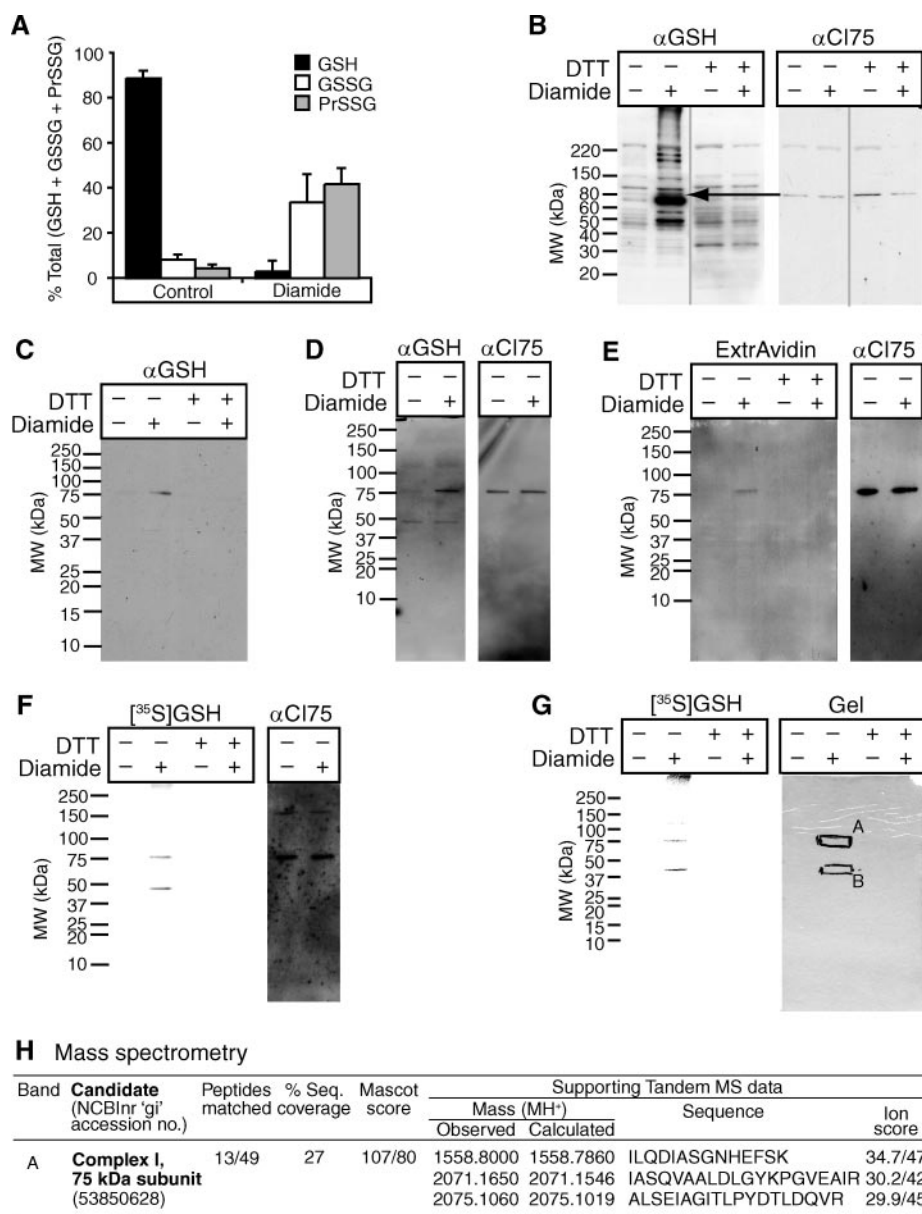 A
% Total (GSH + GSSG + PrSSG)
100
80
60
40
20
0
GSH
GSSG
PrSSG
Control
Diamide
B
αGSH
αCI75
DTT − − + + − − + +
Diamide − + − + − + − +
MW (kDa)
220
150
80
60
50
40
30
20
C
αGSH
DTT − − + +
Diamide − + − +
MW (kDa)
250
150
100
75
50
37
25
20
15
10
D
αGSH αCI75
DTT − − − −
Diamide − + − +
MW (kDa)
250
150
100
75
50
37
25
20
10
E
ExtrAvidin αCI75
DTT − − + + − −
Diamide − + − + − +
MW (kDa)
250
150
100
75
50
37
25
20
10
F
[³⁵S]GSH αCI75
DTT − − + + − −
Diamide − + − + − +
MW (kDa)
250
150
100
75
50
37
25
20
10
G
[³⁵S]GSH Gel
DTT − − + + − − + +
Diamide − + − + − + − +
MW (kDa)
250
150
100
75
50
37
25
20
15
10
A
B
H Mass spectrometry
Band Candidate Peptides % Seq. Mascot Supporting Tandem MS data
(NCBInr 'gi' matched coverage score Mass (MH⁺) Sequence Ion
accession no.) Observed Calculated score
A Complex I, 13/49 27 107/80 1558.8000 1558.7860 ILQDIASGNHEFSK 34.7/47
75 kDa subunit 2071.1650 2071.1546 IASQVAALDLGYKPGVEAIR 30.2/42
(53850628) 2075.1060 2075.1019 ALSEIAGITLPYDTLDQVR 29.9/45